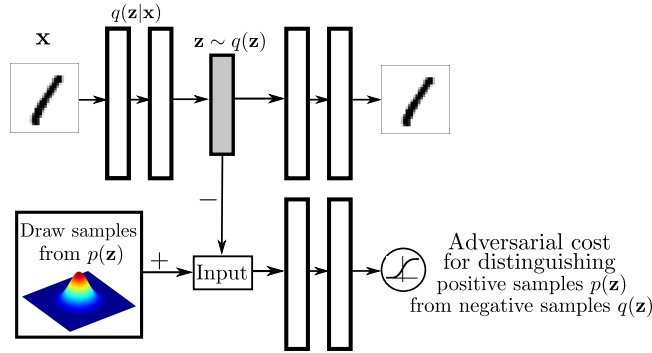 q(𝐳|𝐱)
𝐱
𝐳 ∼ q(𝐳)
−
Draw samples
from p(𝐳)
+
Input
Adversarial cost
for distinguishing
positive samples p(𝐳)
from negative samples q(𝐳)